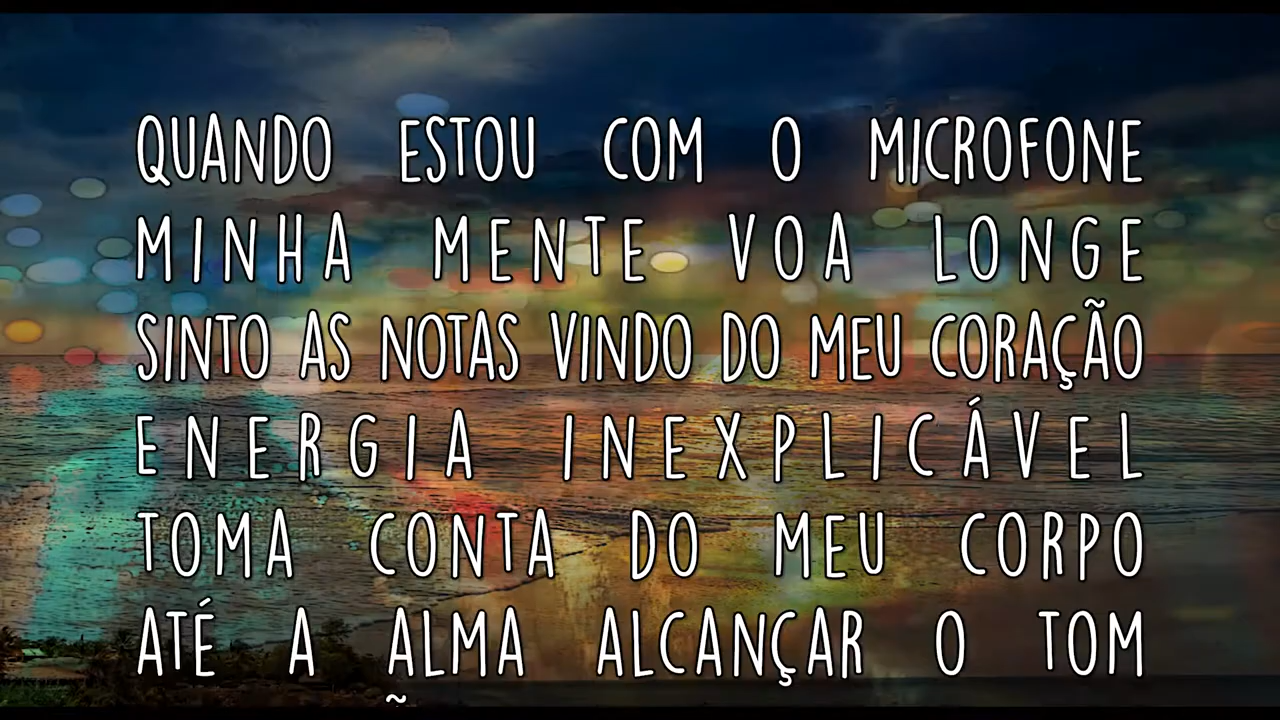 QUANDO ESTOU COM O MICROFONE
MINHA MENTE VOA LONGE
SINTO AS NOTAS VINDO DO MEU CORAÇÃO
ENERGIA INEXPLICÁVEL
TOMA CONTA DO MEU CORPO
ATÉ A ALMA ALCANÇAR O TOM